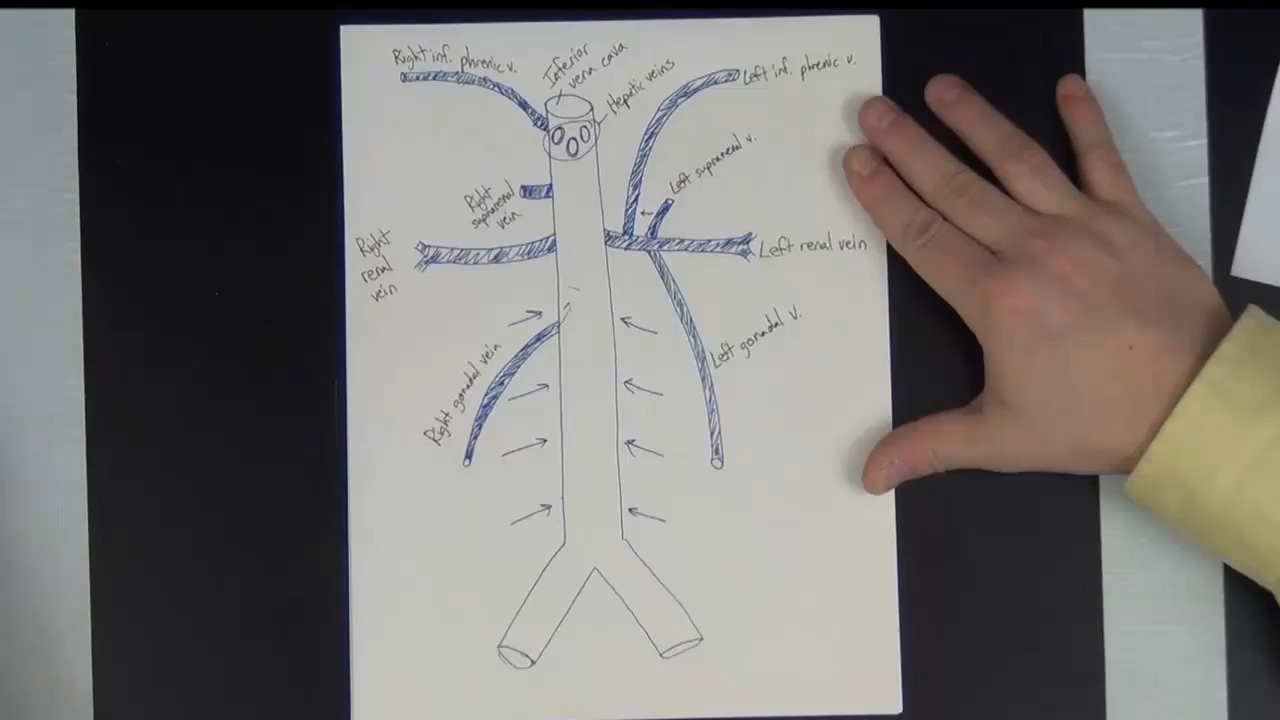 Right inf. phrenic v.
Inferior
vena cava
Hepatic veins
Left inf. phrenic v.
Left suprarenal v.
Right
suprarenal
vein
Right
renal
vein
Left renal vein
Right gonadal vein
Left gonadal v.